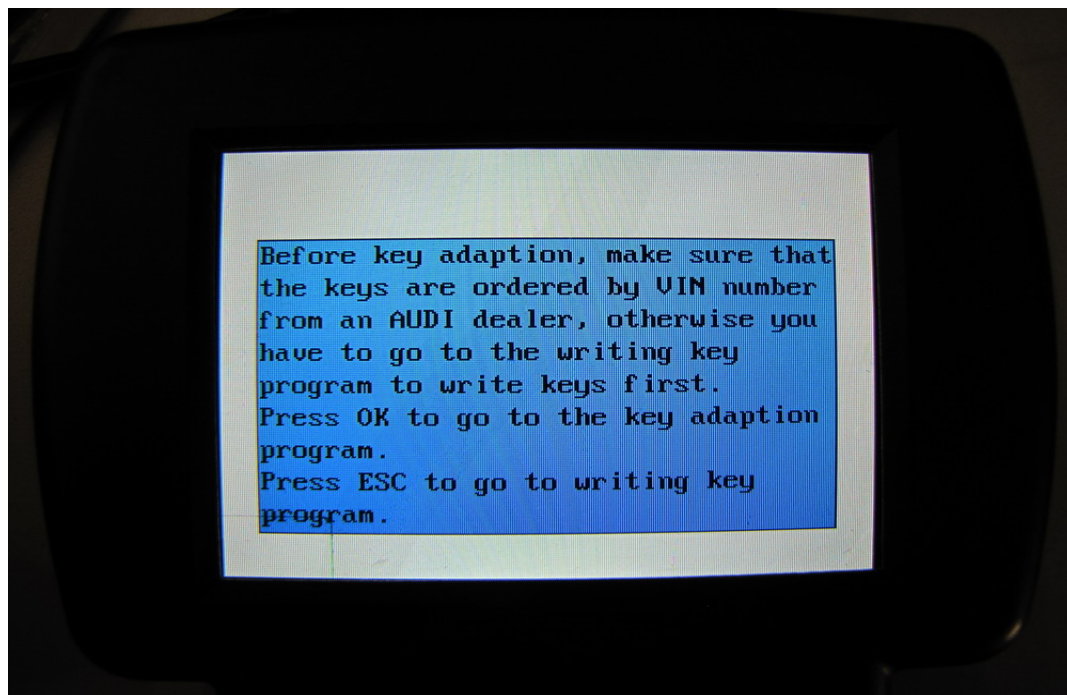 Before key adaption, make sure that
the keys are ordered by VIN number
from an AUDI dealer, otherwise you
have to go to the writing key
program to write keys first.
Press OK to go to the key adaption
program.
Press ESC to go to writing key
program.